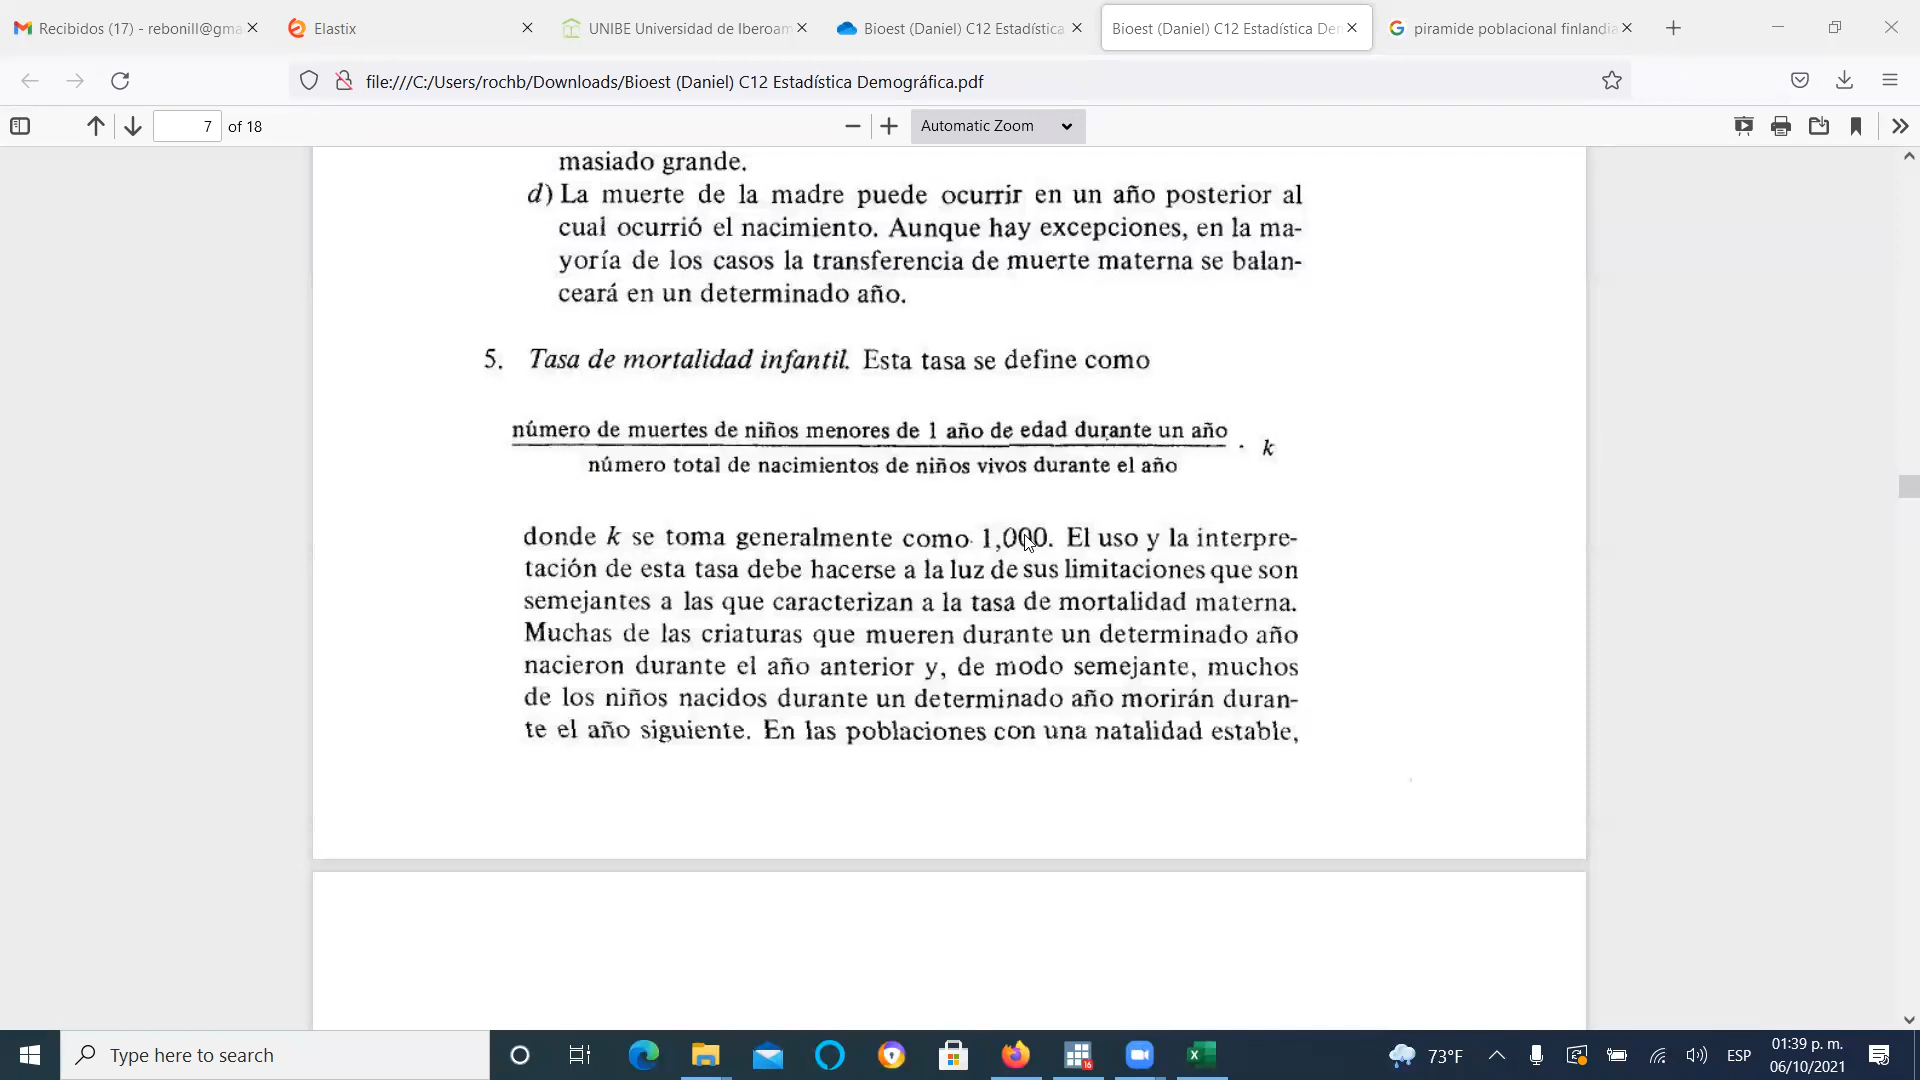 Recibidos (17) - rebonill@gma
Elastix
UNIBE Universidad de Iberoam
Bioest (Daniel) C12 Estadística
Bioest (Daniel) C12 Estadística De
piramide poblacional finlandia
file:///C:/Users/rochb/Downloads/Bioest (Daniel) C12 Estadística Demográfica.pdf
7 of 18
Automatic Zoom
masiado grande.
d) La muerte de la madre puede ocurrir en un año posterior al
cual ocurrió el nacimiento. Aunque hay excepciones, en la ma-
yoría de los casos la transferencia de muerte materna se balan-
ceará en un determinado año.
5. Tasa de mortalidad infantil. Esta tasa se define como
número de muertes de niños menores de 1 año de edad durante un año
· k
número total de nacimientos de niños vivos durante el año
donde k se toma generalmente como 1,000. El uso y la interpre-
tación de esta tasa debe hacerse a la luz de sus limitaciones que son
semejantes a las que caracterizan a la tasa de mortalidad materna.
Muchas de las criaturas que mueren durante un determinado año
nacieron durante el año anterior y, de modo semejante, muchos
de los niños nacidos durante un determinado año morirán duran-
te el año siguiente. En las poblaciones con una natalidad estable,
Type here to search
16
73°F
ESP
01:39 p. m.
06/10/2021